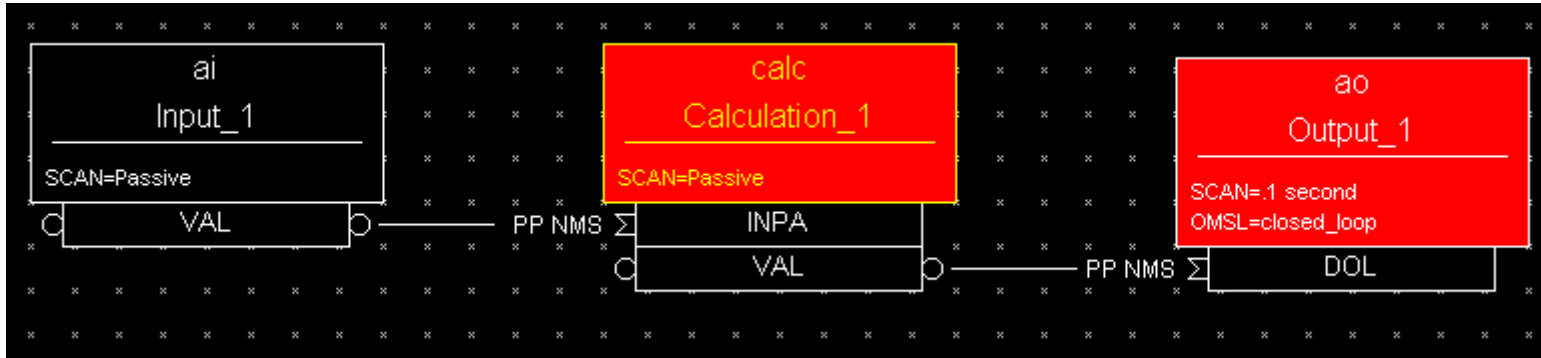 ai
Input_1
SCAN=Passive
VAL
PP NMS
calc
Calculation_1
SCAN=Passive
INPA
VAL
PP NMS
ao
Output_1
SCAN=.1 second
OMSL=closed_loop
DOL